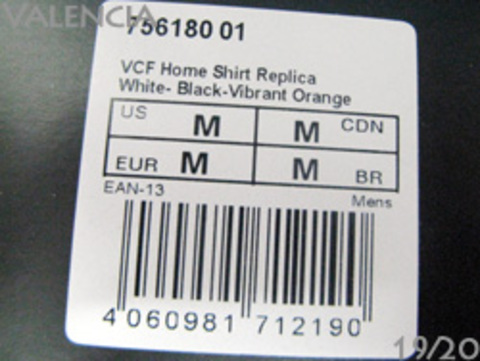 VALENCIA
756180 01
VCF Home Shirt Replica
White- Black-Vibrant Orange
US M M CDN
EUR M M BR
EAN-13 Mens
4 060981 712190
19/20